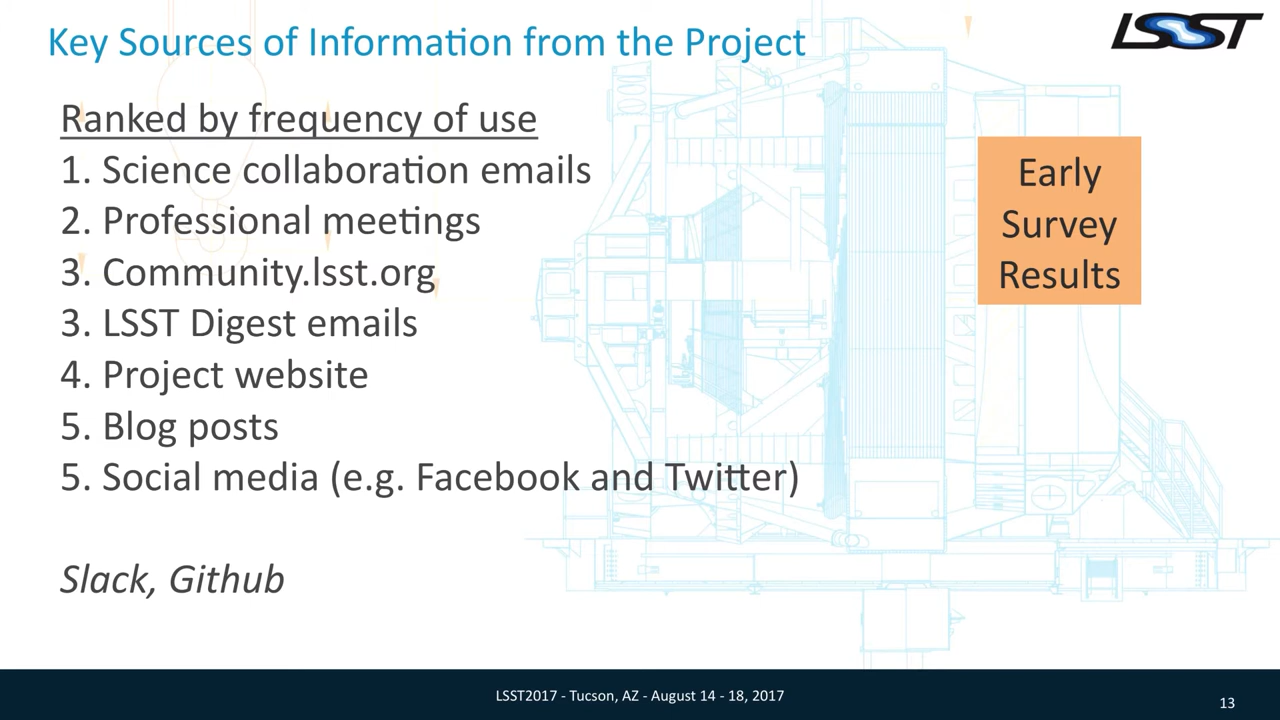 Key Sources of Information from the Project
LSST
Ranked by frequency of use
1. Science collaboration emails
2. Professional meetings
3. Community.lsst.org
3. LSST Digest emails
4. Project website
5. Blog posts
5. Social media (e.g. Facebook and Twitter)
Slack, Github
Early
Survey
Results
LSST2017 - Tucson, AZ - August 14 - 18, 2017
13